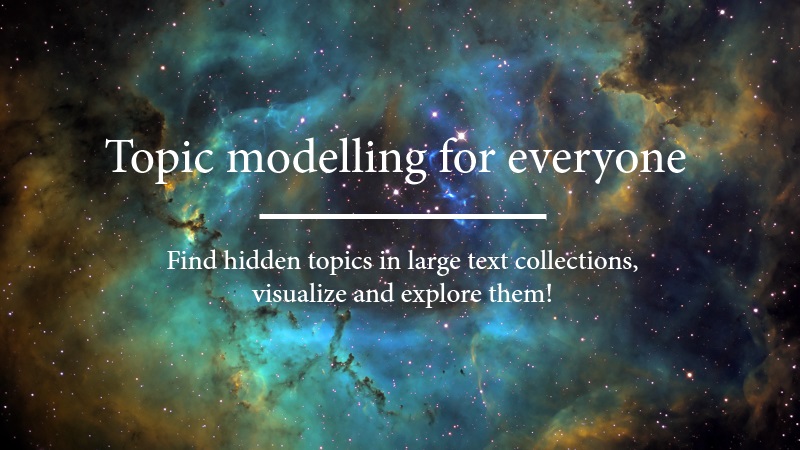 Topic modelling for everyone
Find hidden topics in large text collections,
visualize and explore them!